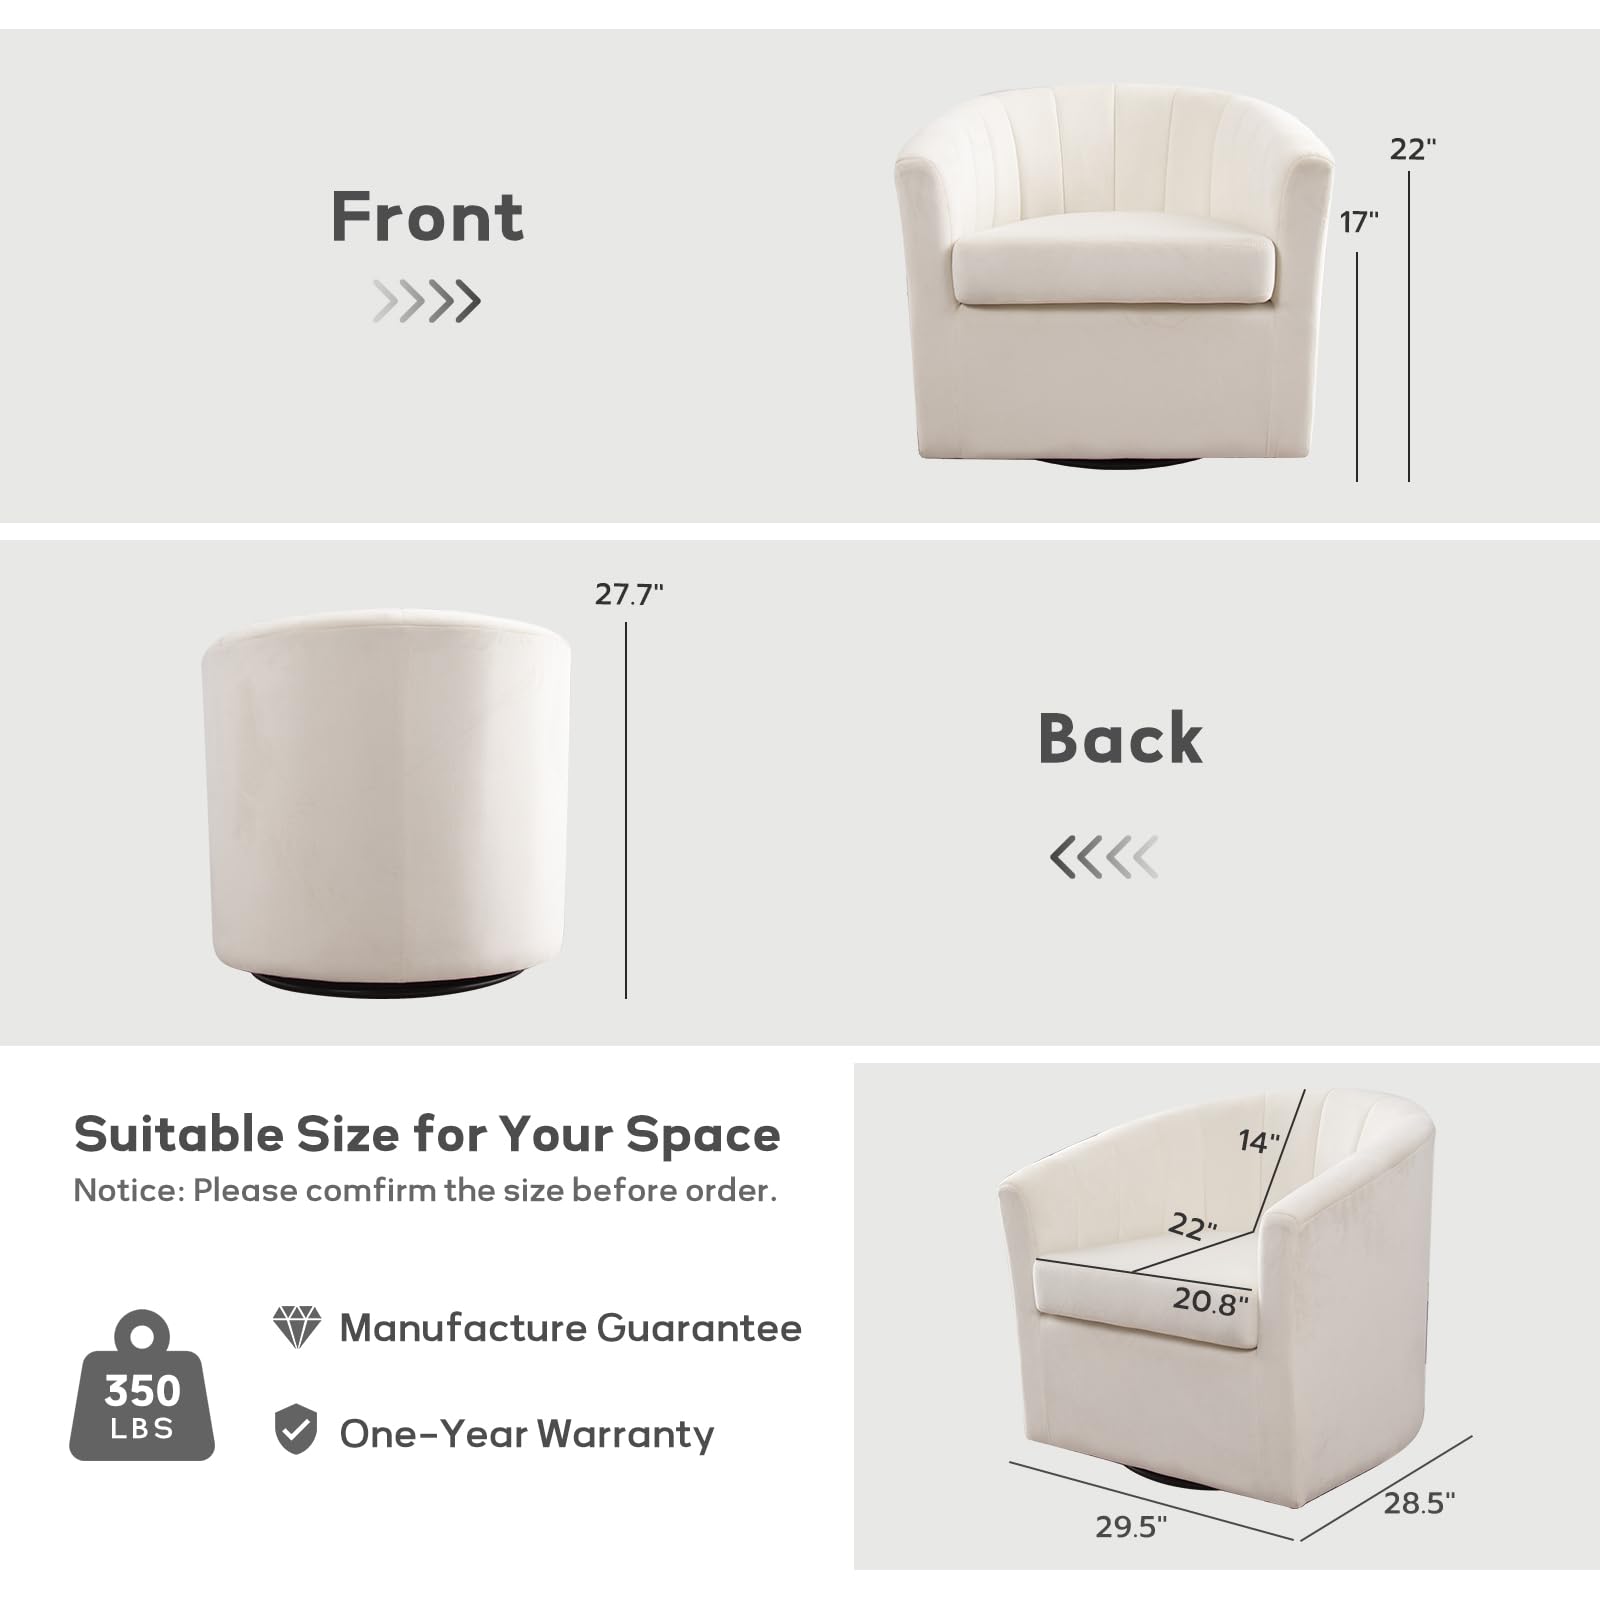 Front
22"
17"
27.7"
Back
Suitable Size for Your Space
Notice: Please comfirm the size before order.
350
LBS
Manufacture Guarantee
One-Year Warranty
14"
22"
20.8"
29.5"
28.5"